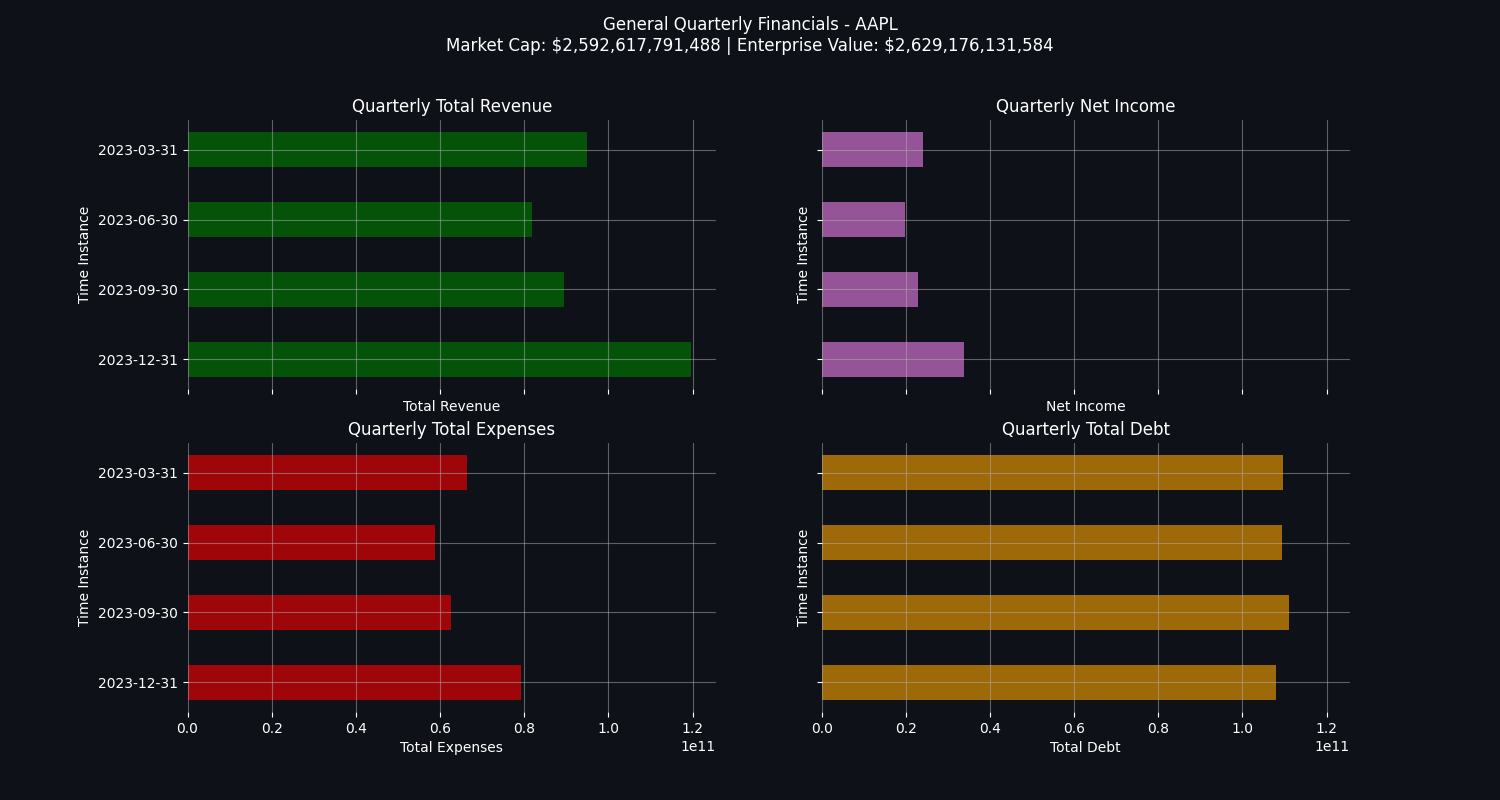 General Quarterly Financials - AAPL
Market Cap: $2,592,617,791,488 | Enterprise Value: $2,629,176,131,584
Quarterly Total Revenue
Time Instance
2023-03-31
2023-06-30
2023-09-30
2023-12-31
Total Revenue
Quarterly Net Income
Time Instance
Net Income
Quarterly Total Expenses
Time Instance
2023-03-31
2023-06-30
2023-09-30
2023-12-31
0.0 0.2 0.4 0.6 0.8 1.0 1.2
1e11
Total Expenses
Quarterly Total Debt
Time Instance
0.0 0.2 0.4 0.6 0.8 1.0 1.2
1e11
Total Debt